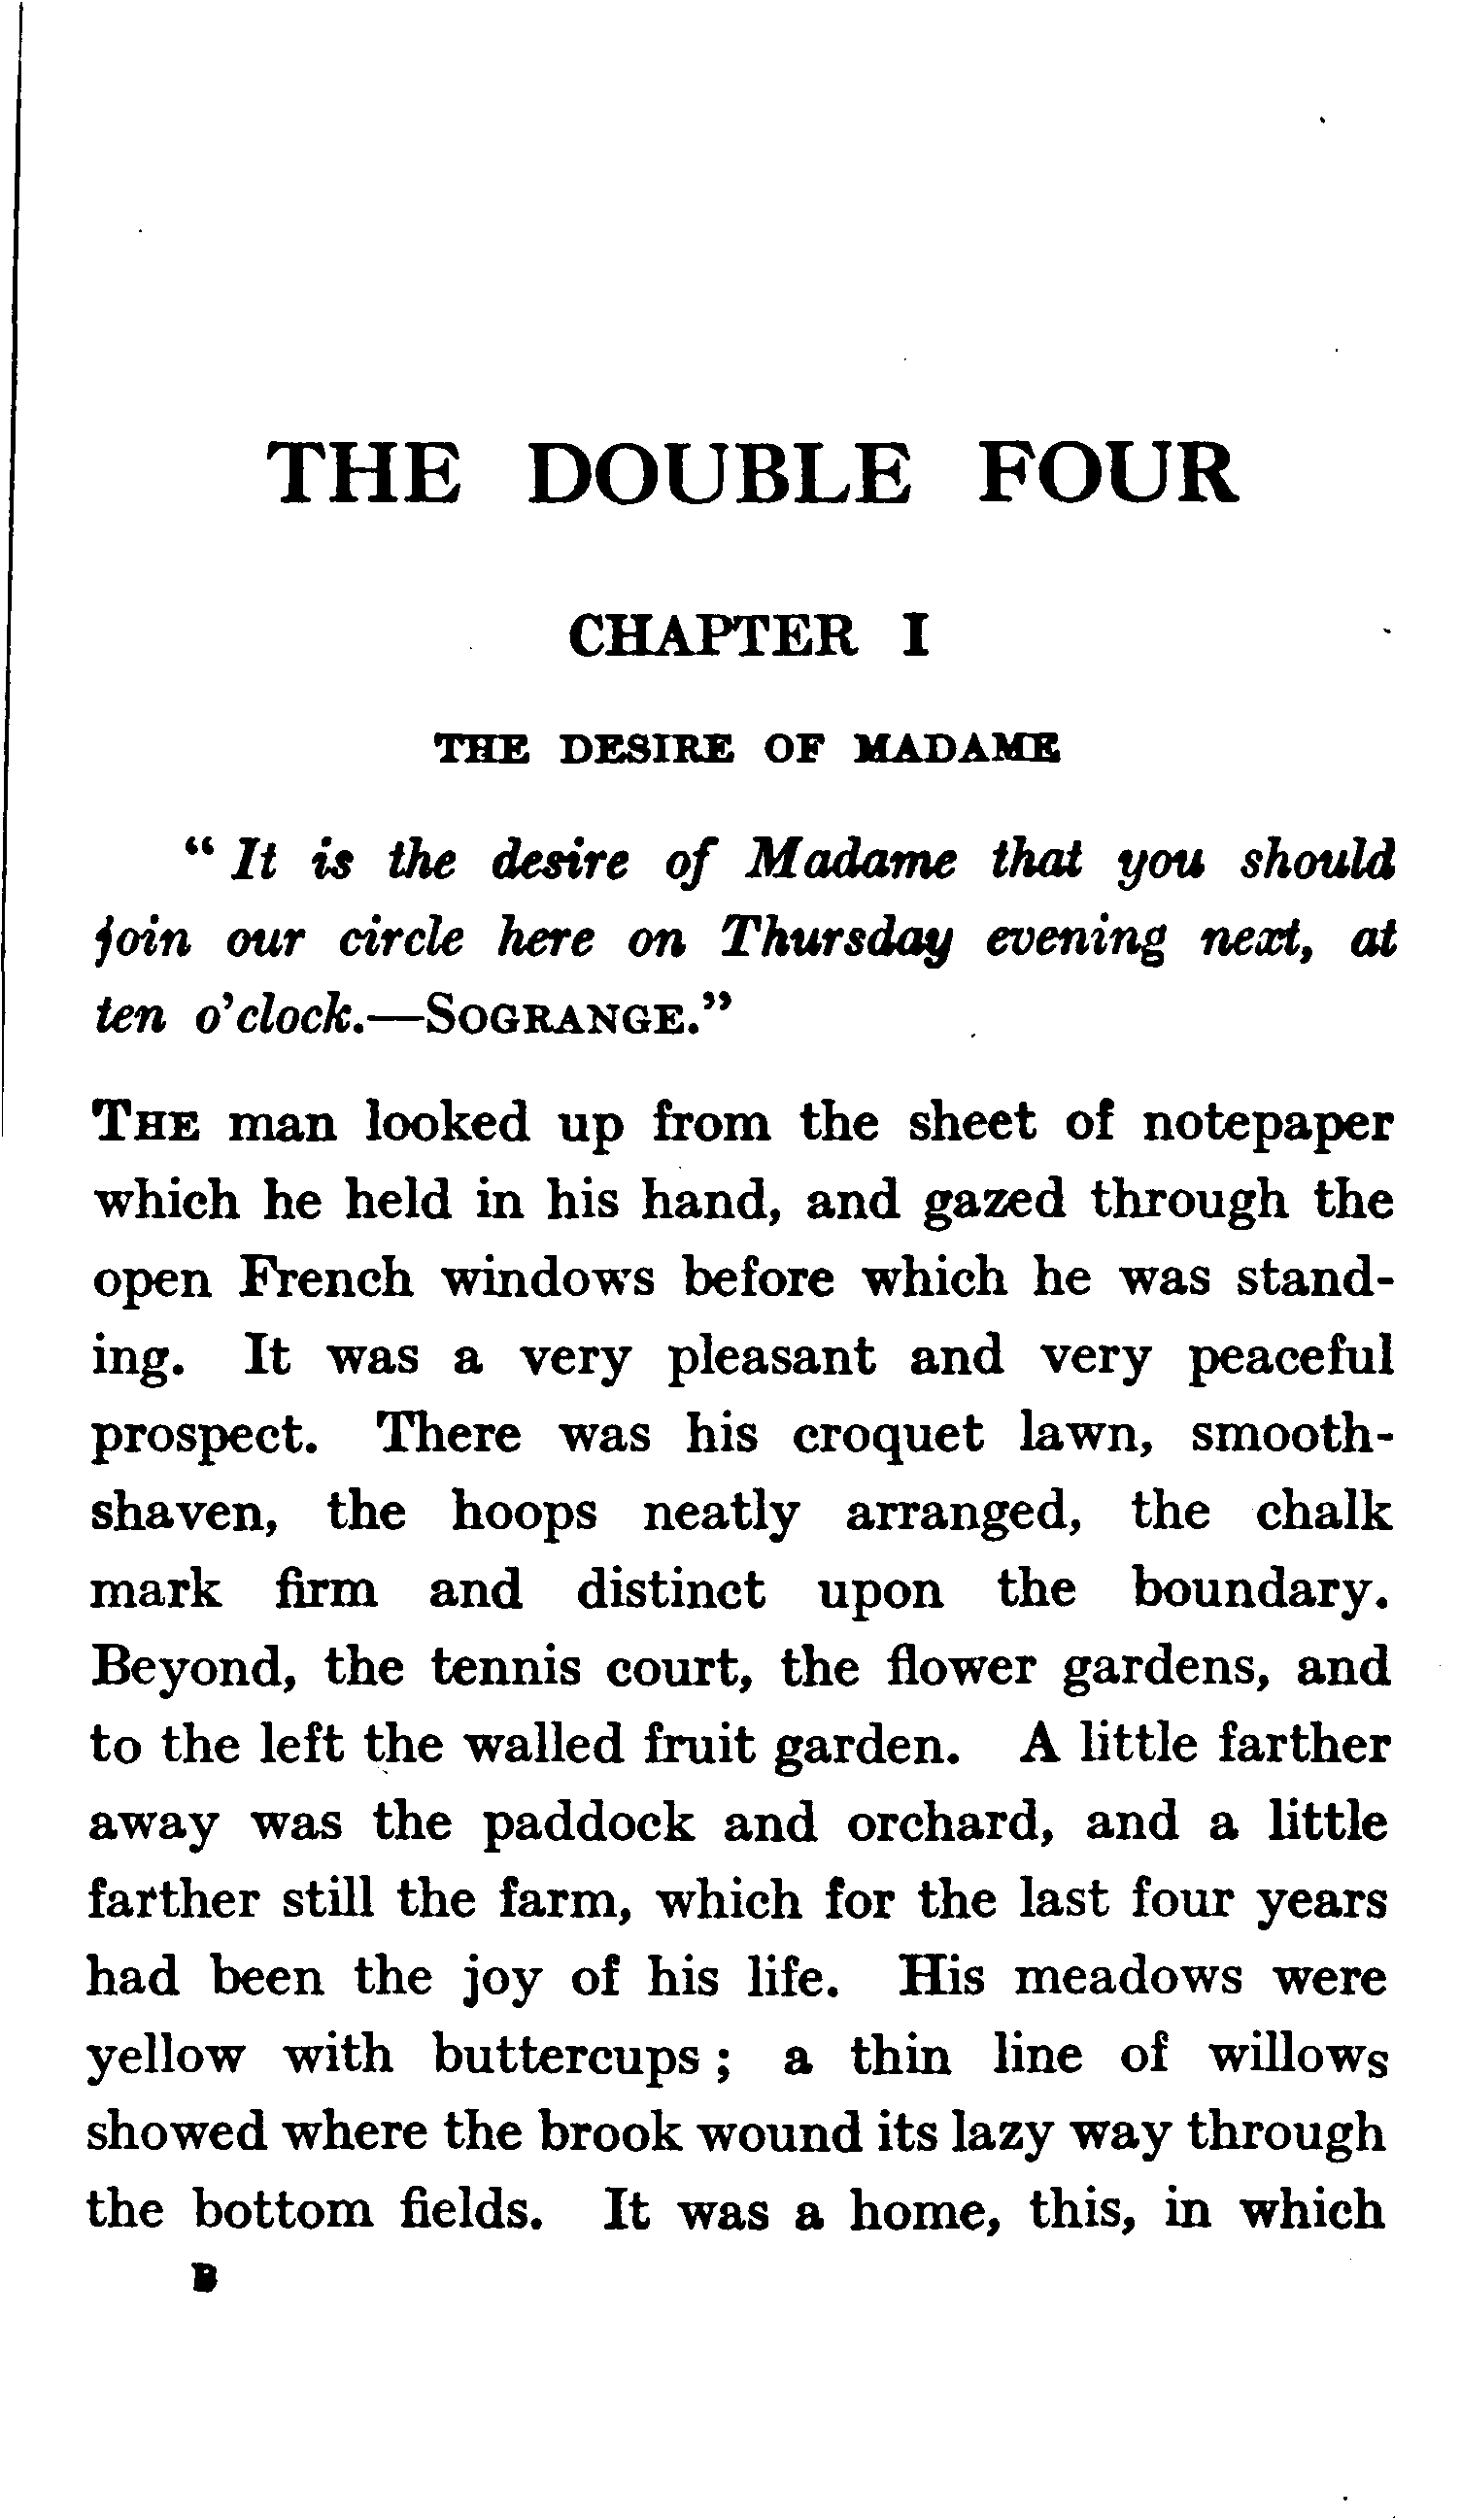 THE DOUBLE FOUR
CHAPTER I
THE DESIRE OF MADAME
“ It is the desire of Madame that you should
join our circle here on Thursday evening next, at
ten o’clock.—SOGRANGE.”
THE man looked up from the sheet of notepaper
which he held in his hand, and gazed through the
open French windows before which he was stand-
ing. It was a very pleasant and very peaceful
prospect. There was his croquet lawn, smooth-
shaven, the hoops neatly arranged, the chalk
mark firm and distinct upon the boundary.
Beyond, the tennis court, the flower gardens, and
to the left the walled fruit garden. A little farther
away was the paddock and orchard, and a little
farther still the farm, which for the last four years
had been the joy of his life. His meadows were
yellow with buttercups ; a thin line of willows
showed where the brook wound its lazy way through
the bottom fields. It was a home, this, in which
B